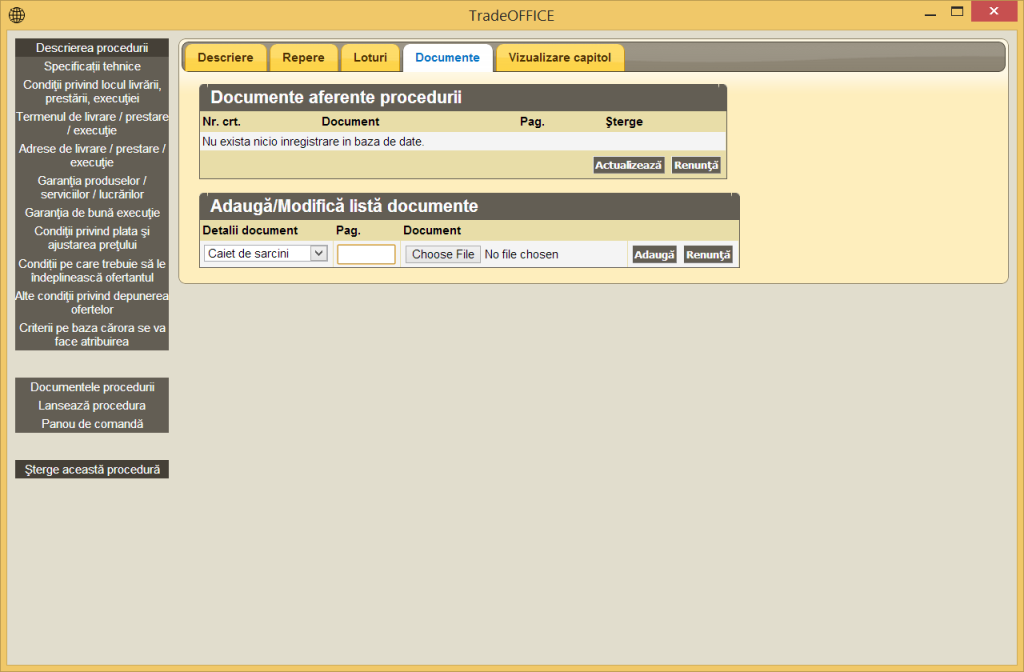 TradeOFFICE
Descrierea procedurii
Specificații tehnice
Condiţii privind locul livrării,
prestării, execuţiei
Termenul de livrare / prestare
/ execuţie
Adrese de livrare / prestare /
execuţie
Garanţia produselor /
serviciilor / lucrărilor
Garanţia de bună execuţie
Condiţii privind plata şi
ajustarea preţului
Condiţii pe care trebuie să le
îndeplinească ofertantul
Alte condiţii privind depunerea
ofertelor
Criterii pe baza cărora se va
face atribuirea
Documentele procedurii
Lansează procedura
Panou de comandă
Şterge această procedură
Descriere Repere Loturi Documente Vizualizare capitol
Documente aferente procedurii
Nr. crt. Document Pag. Şterge
Nu exista nicio inregistrare in baza de date.
Actualizează Renunţă
Adaugă/Modifică listă documente
Detalii document Pag. Document
Caiet de sarcini Choose File No file chosen Adaugă Renunţă